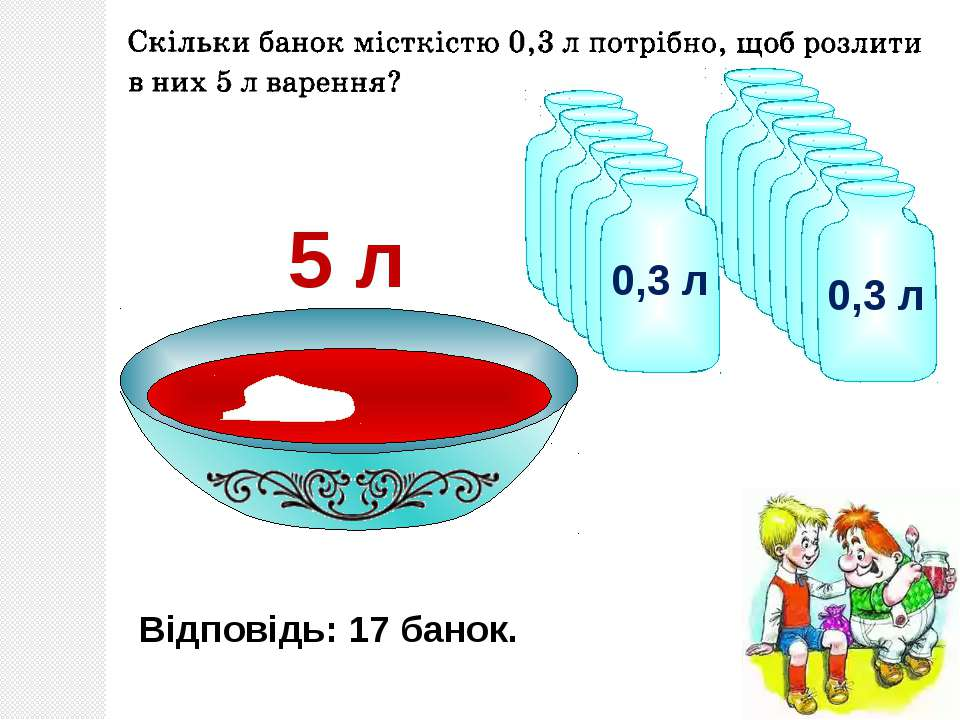 Скільки банок місткістю 0,3 л потрібно, щоб розлити
в них 5 л варення?
5 л
0,3 л
0,3 л
Відповідь: 17 банок.